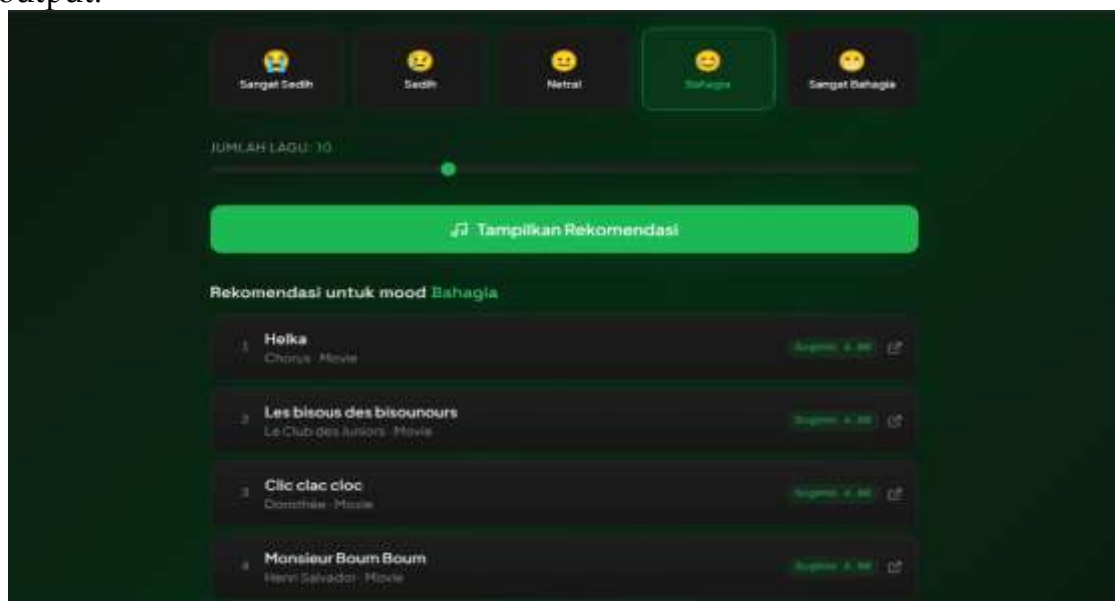 output.
Sangat Sedih
Sedih
Netral
Bahagia
Sangat Bahagia
JUMLAH LAGU: 10
Tampilkan Rekomendasi
Rekomendasi untuk mood Bahagia
1 Helka
Chorus · Movie
2 Les bisous des bisounours
Le Club des Juniors · Movie
3 Clic clac cloc
Dorothée · Movie
4 Monsieur Boum Boum
Henri Salvador · Movie